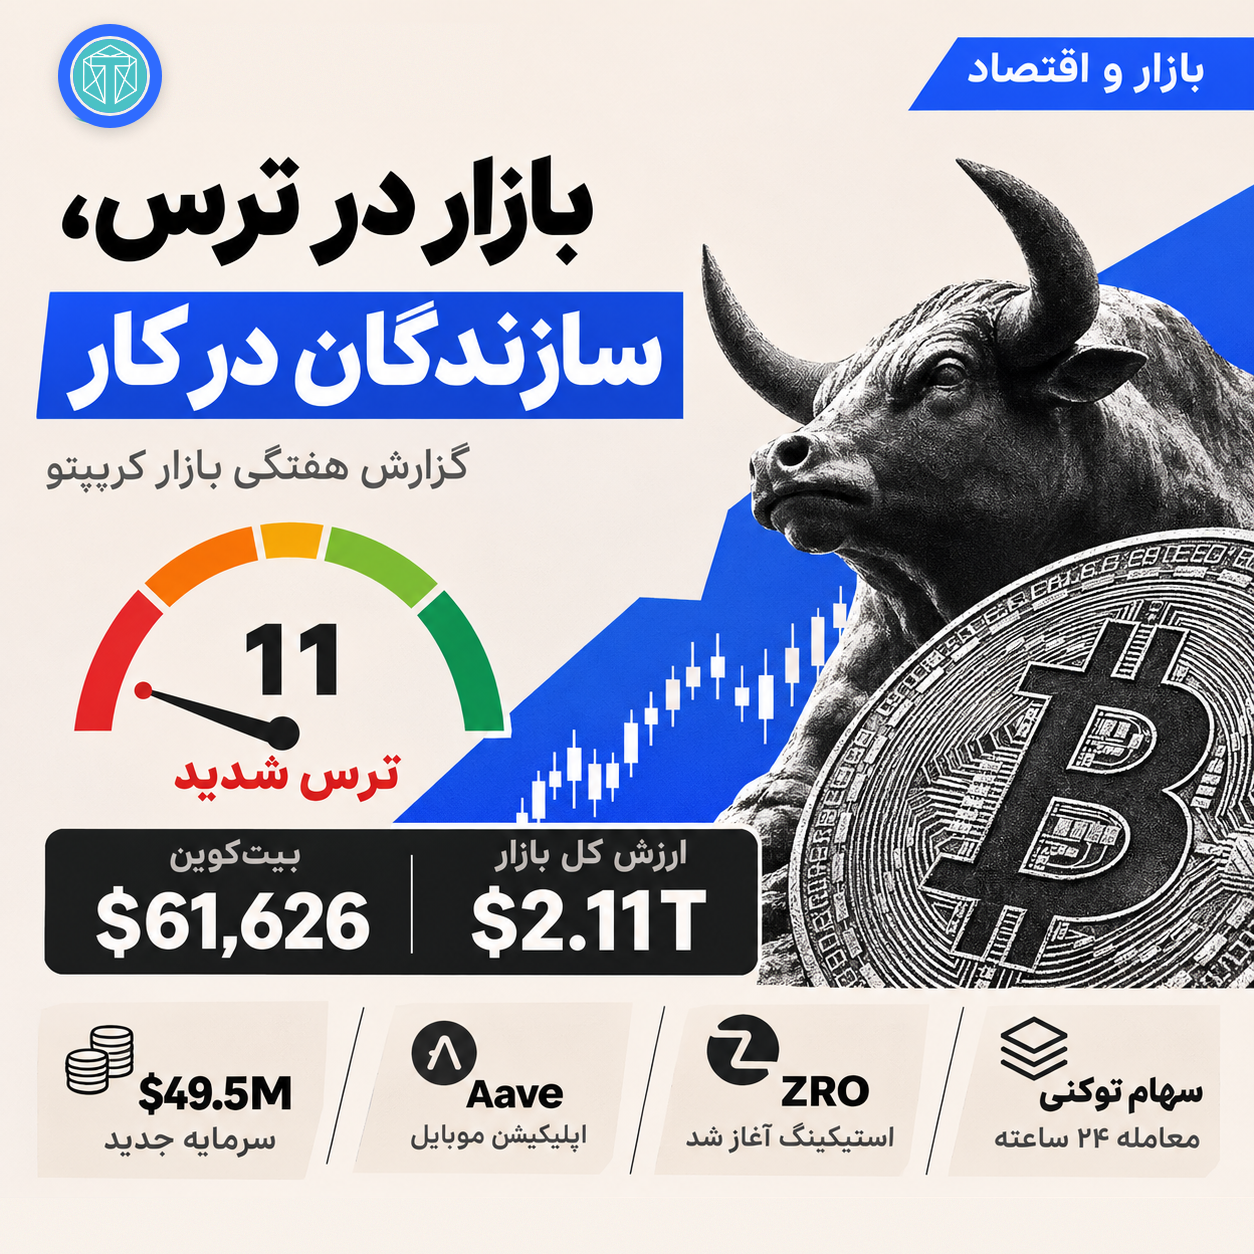 بازار و اقتصاد
بازار در ترس،
سازندگان در کار
گزارش هفتگی بازار کریپتو
11
ترس شدید
ارزش کل بازار
$2.11T
بیت‌کوین
$61,626
سهام توکنی
معامله ۲۴ ساعته
ZRO
استیکینگ آغاز شد
Aave
اپلیکیشن موبایل
$49.5M
سرمایه جدید